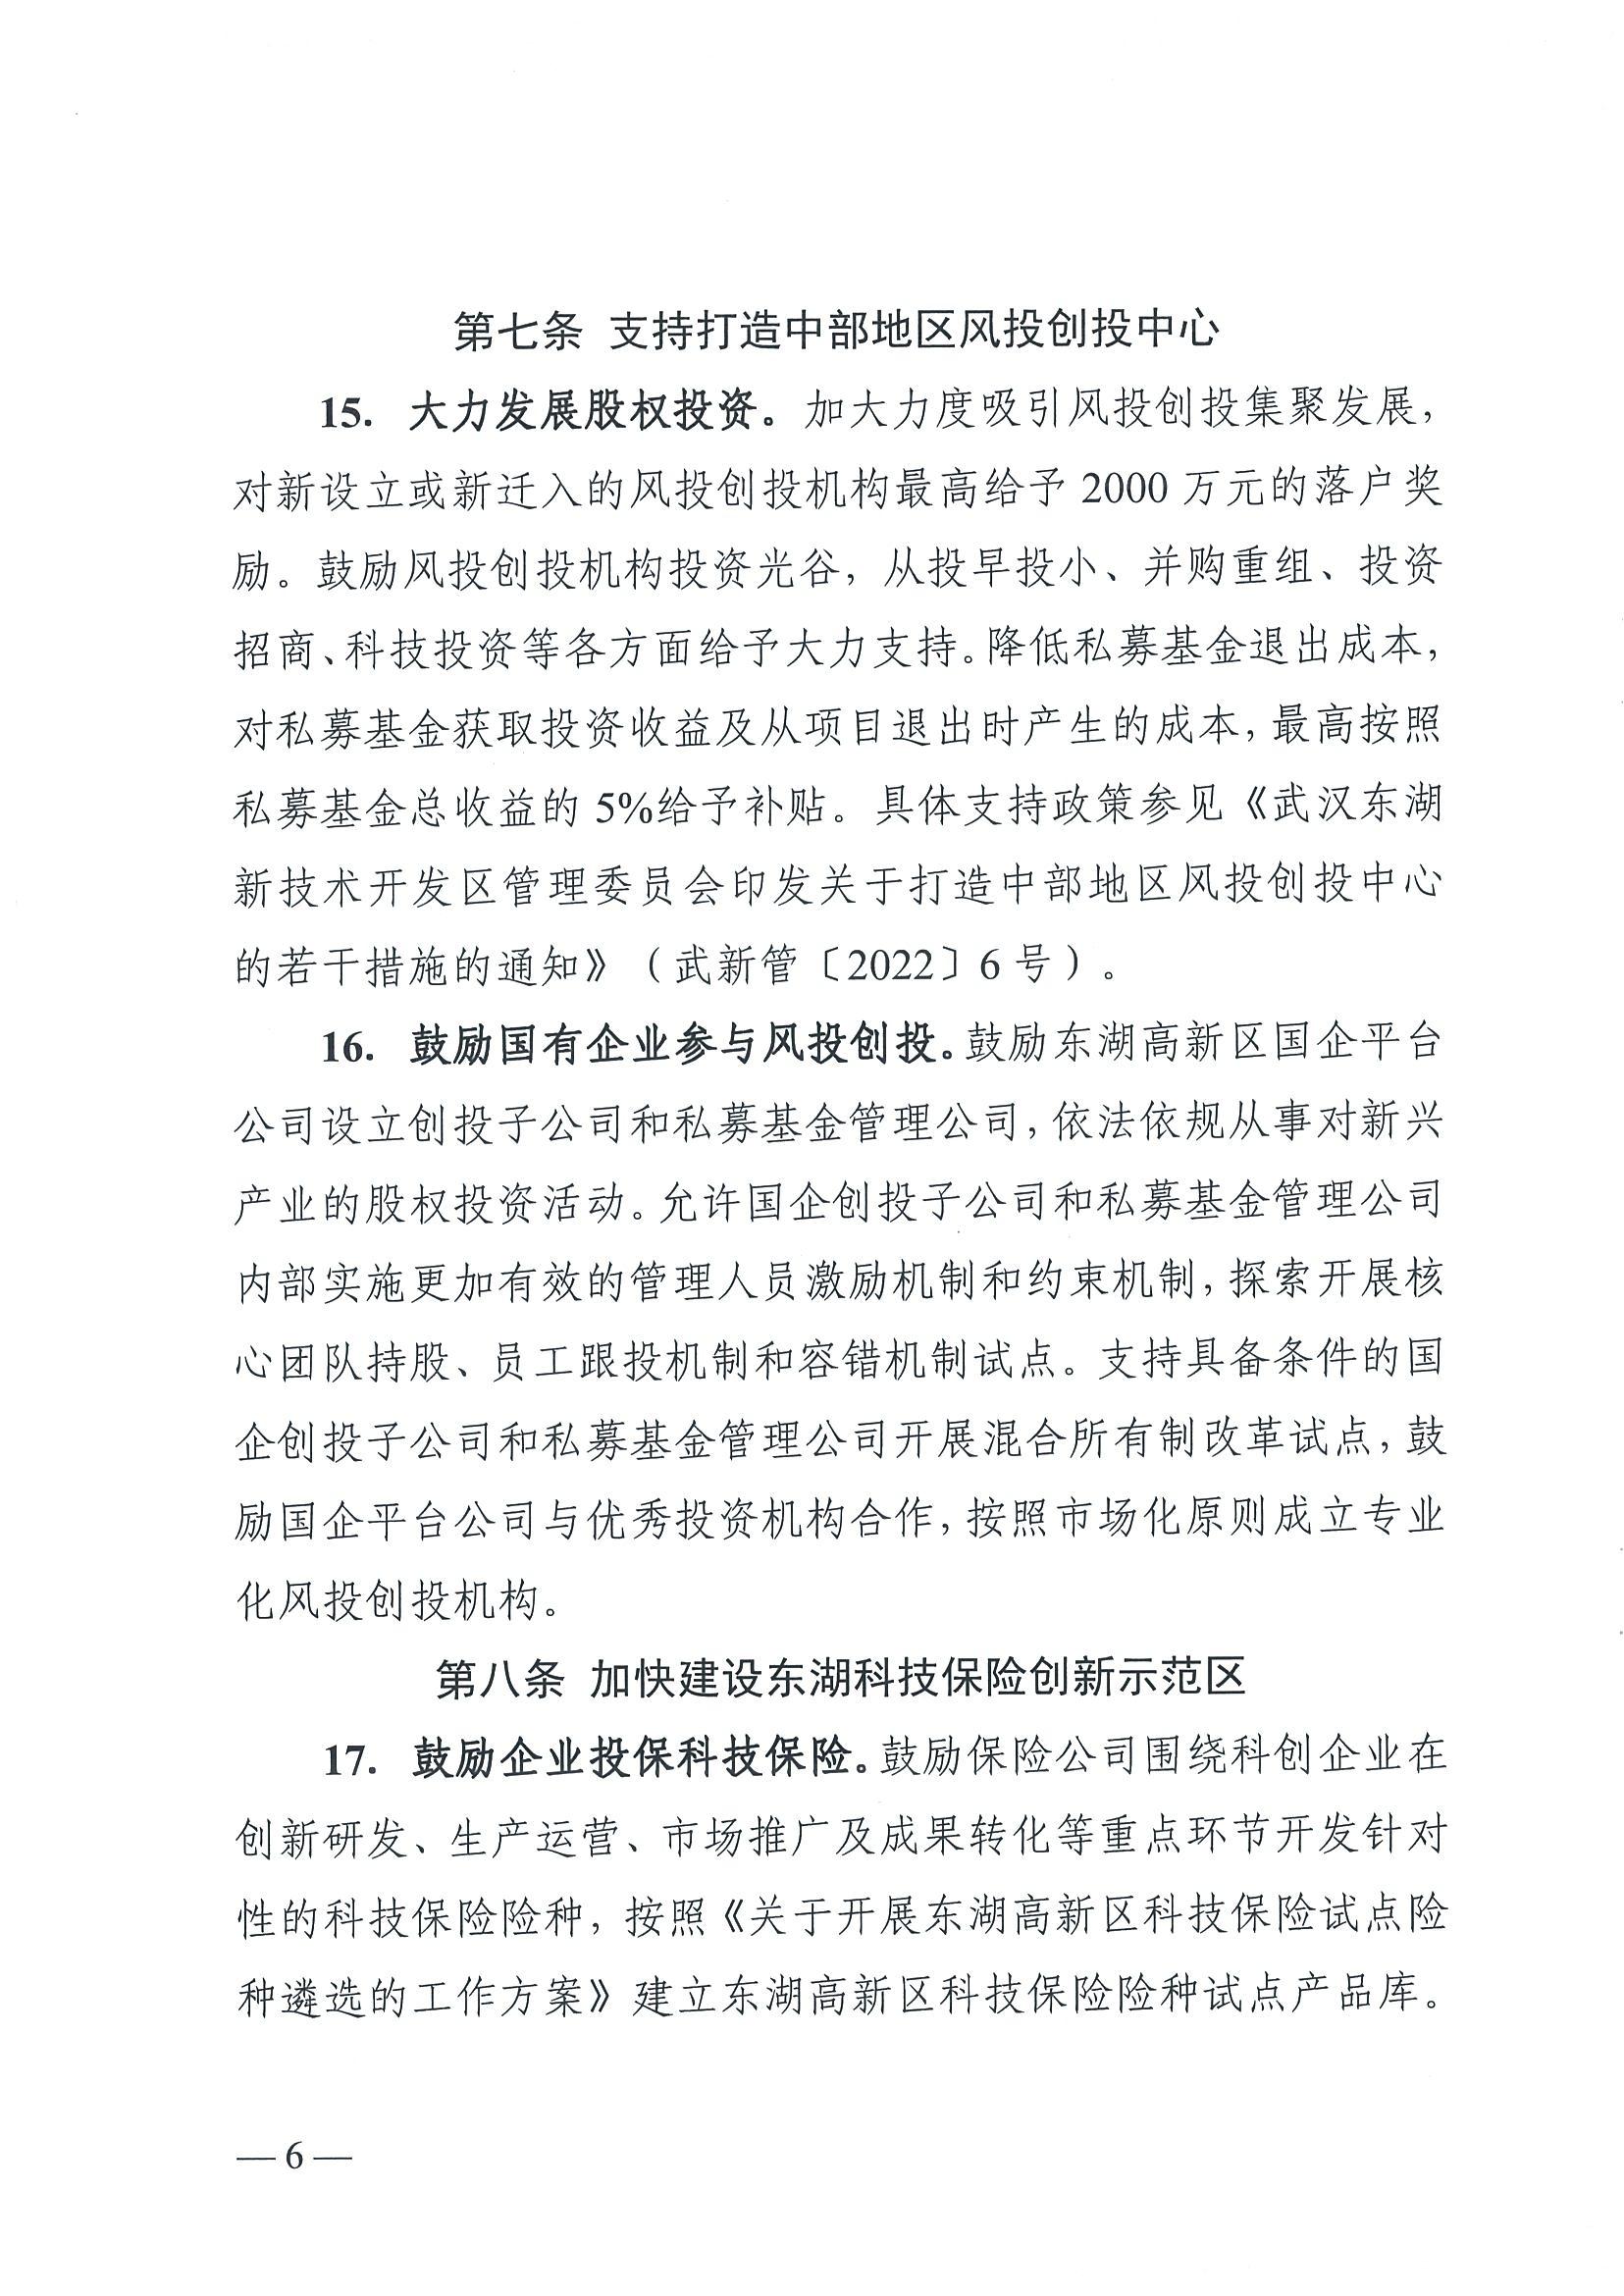 第七条 支持打造中部地区风投创投中心
15. 大力发展股权投资。加大力度吸引风投创投集聚发展，
对新设立或新迁入的风投创投机构最高给予 2000 万元的落户奖
励。鼓励风投创投机构投资光谷，从投早投小、并购重组、投资
招商、科技投资等各方面给予大力支持。降低私募基金退出成本，
对私募基金获取投资收益及从项目退出时产生的成本，最高按照
私募基金总收益的 5%给予补贴。具体支持政策参见《武汉东湖
新技术开发区管理委员会印发关于打造中部地区风投创投中心
的若干措施的通知》（武新管〔2022〕6 号）。
16. 鼓励国有企业参与风投创投。鼓励东湖高新区国企平台
公司设立创投子公司和私募基金管理公司，依法依规从事对新兴
产业的股权投资活动。允许国企创投子公司和私募基金管理公司
内部实施更加有效的管理人员激励机制和约束机制，探索开展核
心团队持股、员工跟投机制和容错机制试点。支持具备条件的国
企创投子公司和私募基金管理公司开展混合所有制改革试点，鼓
励国企平台公司与优秀投资机构合作，按照市场化原则成立专业
化风投创投机构。
第八条 加快建设东湖科技保险创新示范区
17. 鼓励企业投保科技保险。鼓励保险公司围绕科创企业在
创新研发、生产运营、市场推广及成果转化等重点环节开发针对
性的科技保险险种，按照《关于开展东湖高新区科技保险试点险
种遴选的工作方案》建立东湖高新区科技保险险种试点产品库。
— 6 —